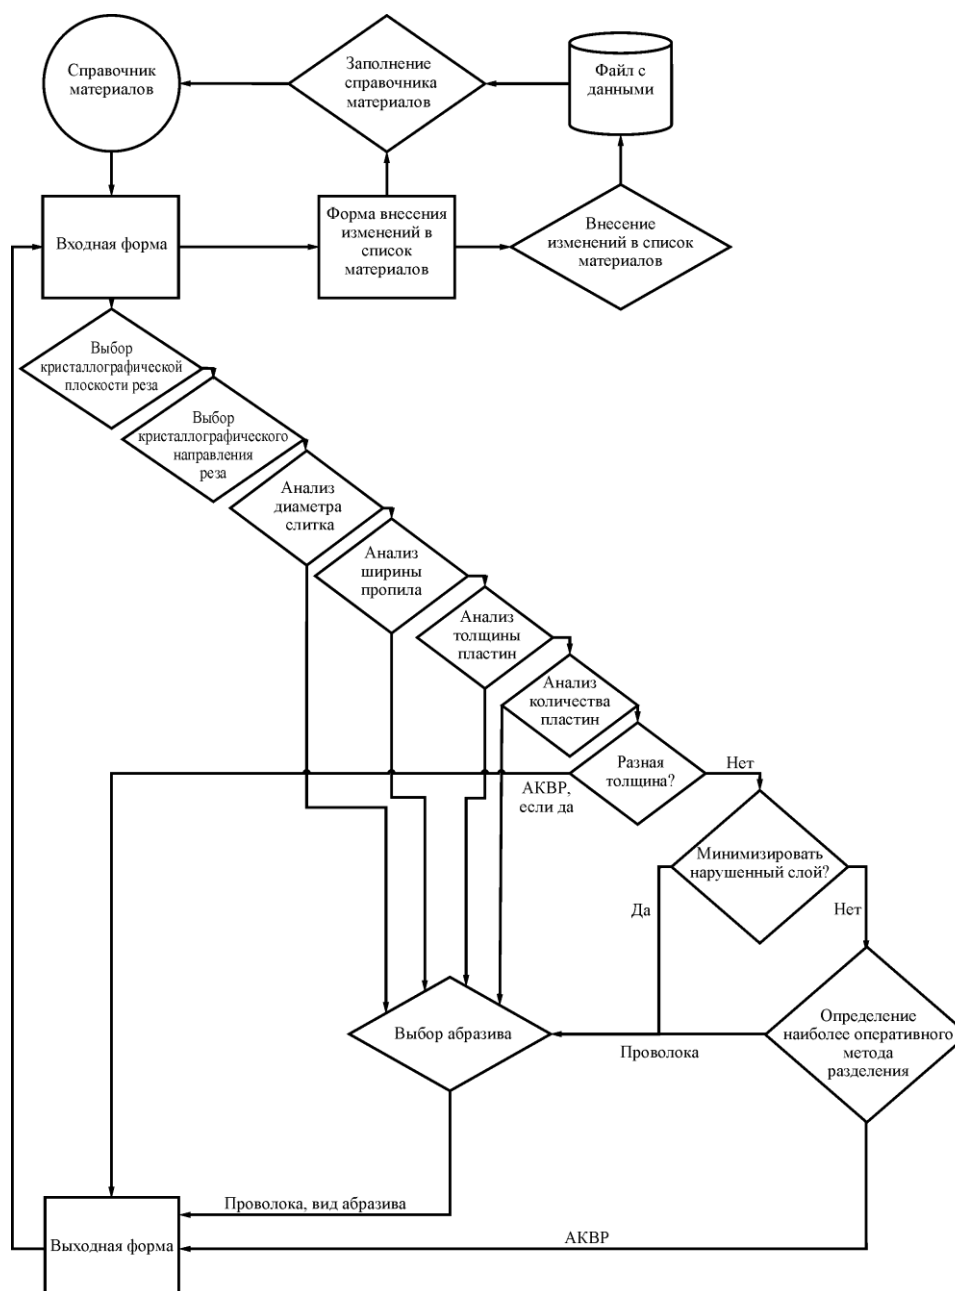 Справочник
материалов
Заполнение
справочника
материалов
Файл с
данными
Входная форма
Форма внесения
изменений в
список
материалов
Внесение
изменений в список
материалов
Выбор
кристаллографической
плоскости реза
Выбор
кристаллографического
направления
реза
Анализ
диаметра
слитка
Анализ
ширины
пропила
Анализ
толщины
пластин
Анализ
количества
пластин
Разная
толщина?
Нет
АКВР,
если да
Минимизировать
нарушенный слой?
Да
Нет
Выбор абразива
Проволока
Определение
наиболее оперативного
метода
разделения
Проволока, вид абразива
Выходная форма
АКВР